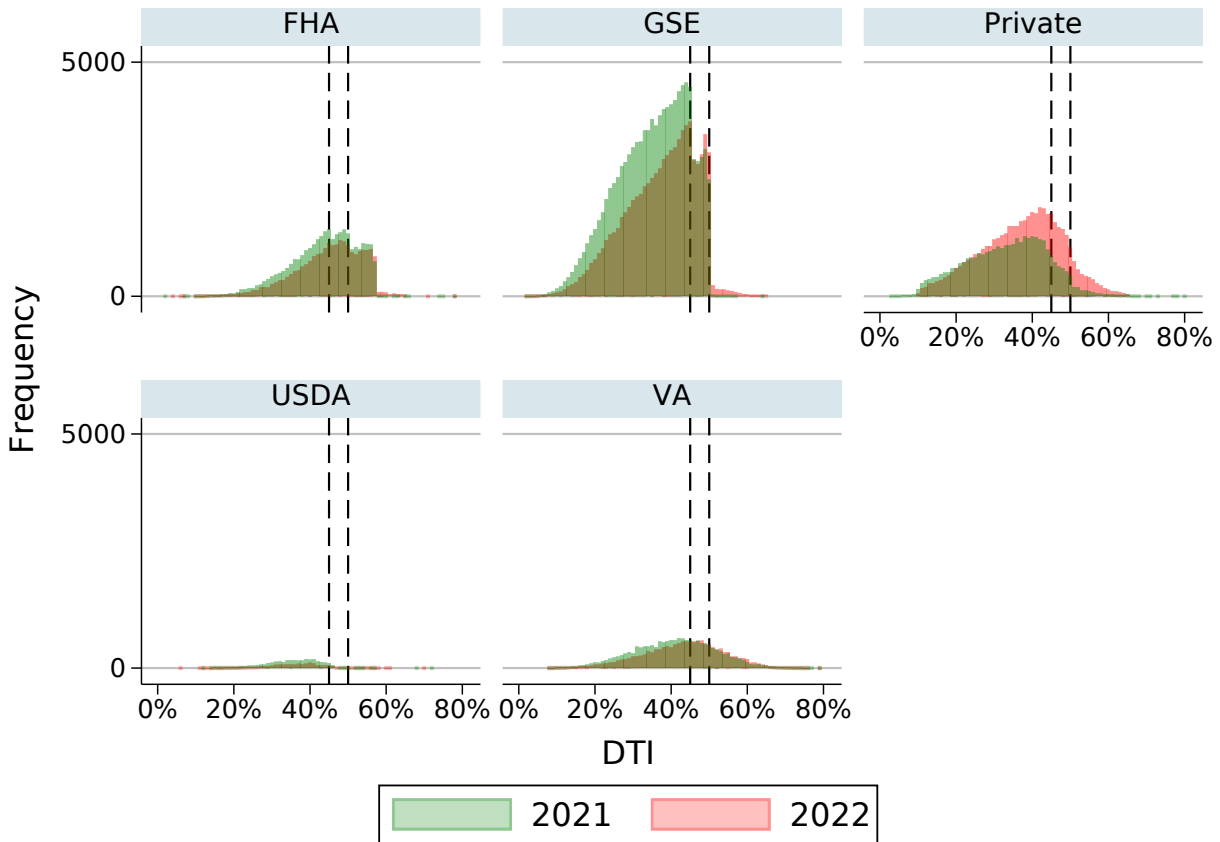 FHA GSE Private
5000
0
0% 20% 40% 60% 80%
USDA VA
5000
0
0% 20% 40% 60% 80% 0% 20% 40% 60% 80%
Frequency
DTI
2021 2022